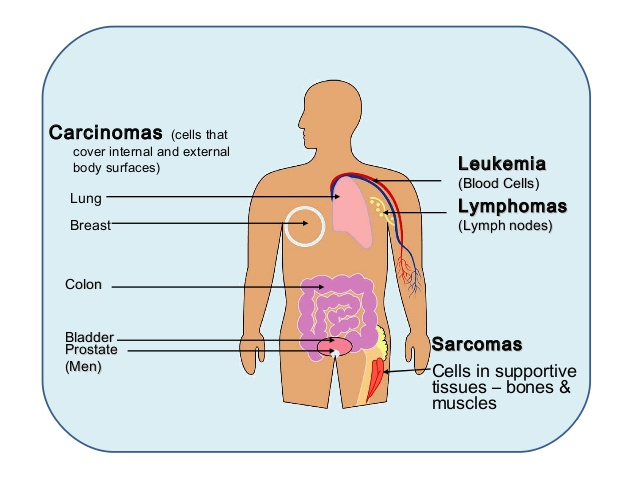 Carcinomas (cells that
cover internal and external
body surfaces)
Lung
Breast
Colon
Bladder
Prostate
(Men)
Leukemia
(Blood Cells)
Lymphomas
(Lymph nodes)
Sarcomas
Cells in supportive
tissues – bones &
muscles